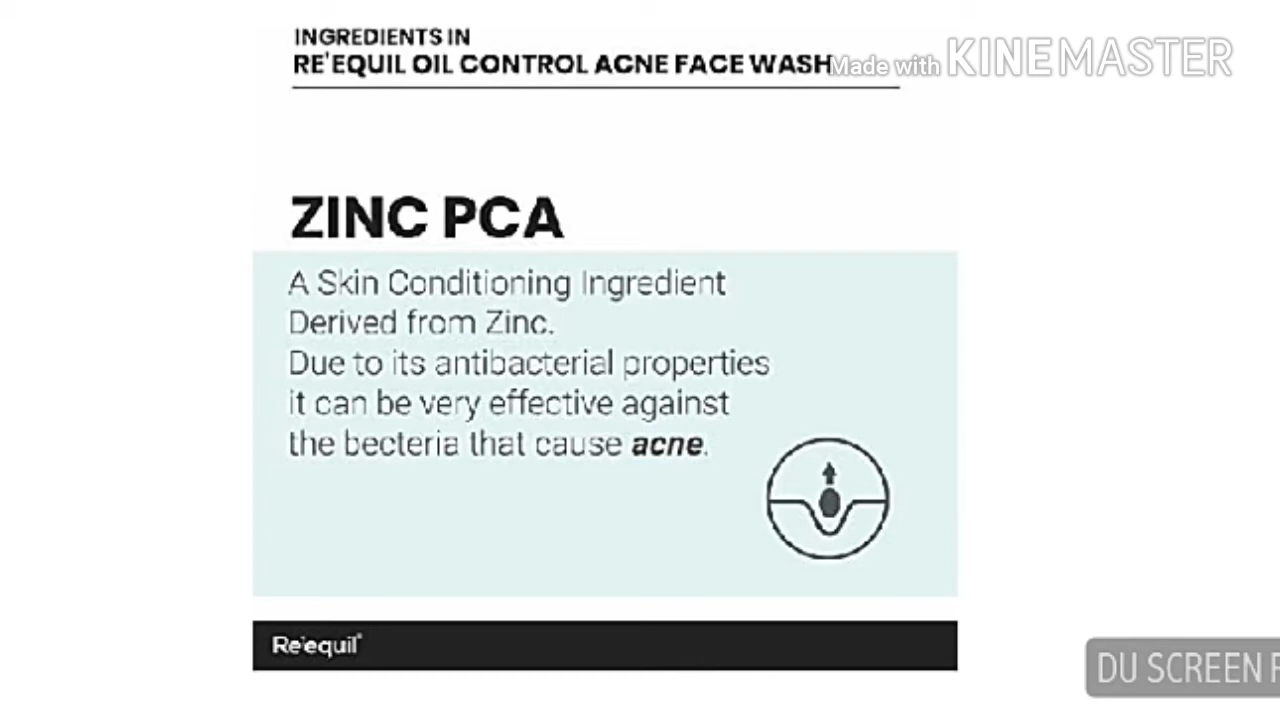 INGREDIENTS IN
RE'EQUIL OIL CONTROL ACNE FACE WASH
Made with KINEMASTER
ZINC PCA
A Skin Conditioning Ingredient
Derived from Zinc.
Due to its antibacterial properties
it can be very effective against
the becteria that cause acne.
Re'equil
DU SCREEN